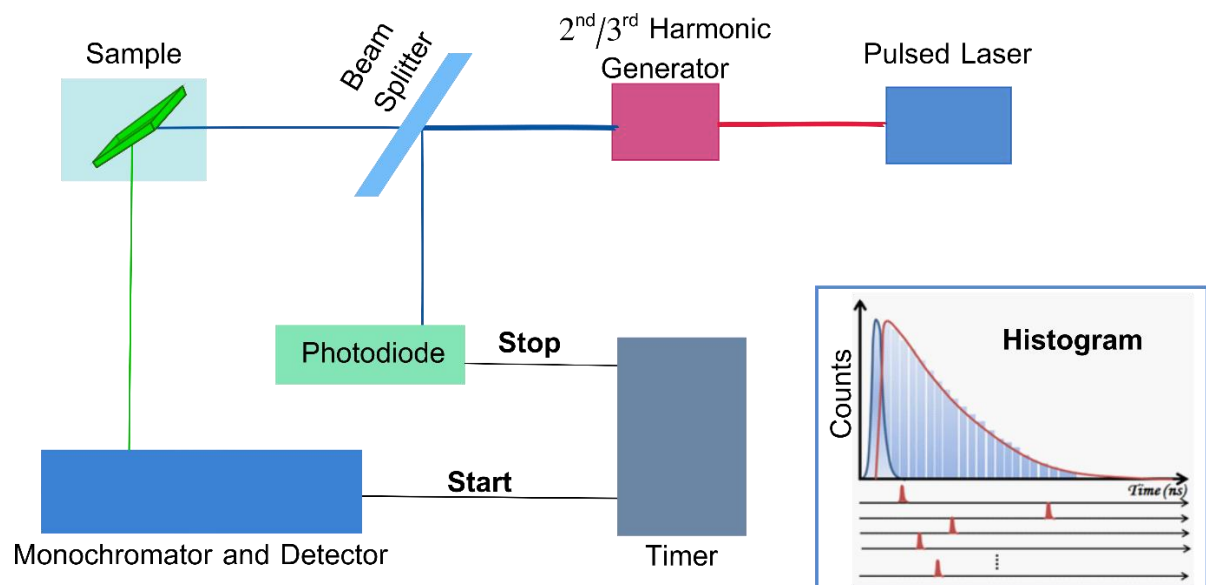 Sample
Beam
Splitter
2nd/3rd Harmonic
Generator
Pulsed Laser
Photodiode
Stop
Start
Monochromator and Detector
Timer
Histogram
Counts
Time (ns)